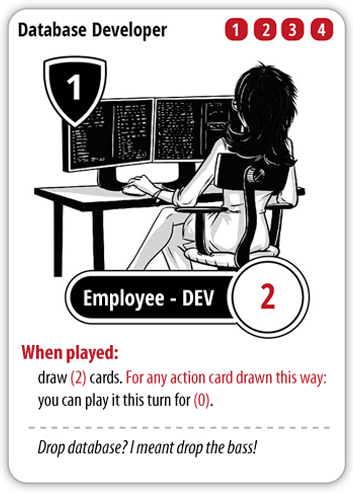 Database Developer 1 2 3 4
1
Employee - DEV 2
When played:
draw (2) cards. For any action card drawn this way:
you can play it this turn for (0).
Drop database? I meant drop the bass!